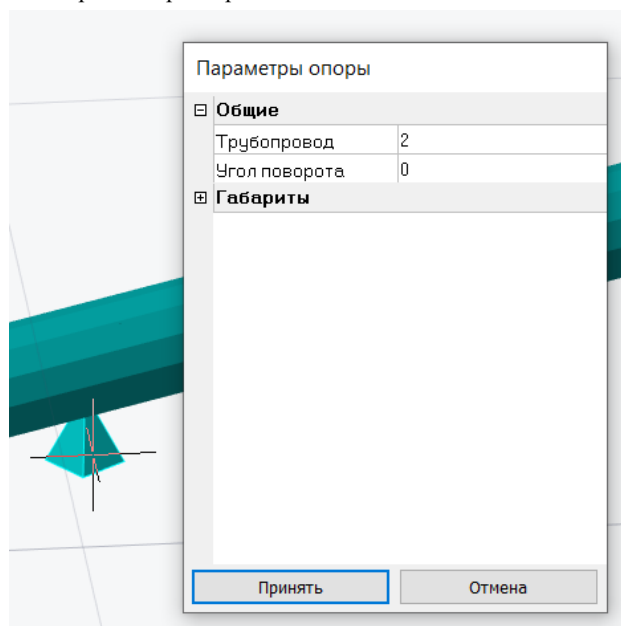 Параметры опоры
Общие
Трубопровод 2
Угол поворота 0
Габариты
Принять Отмена